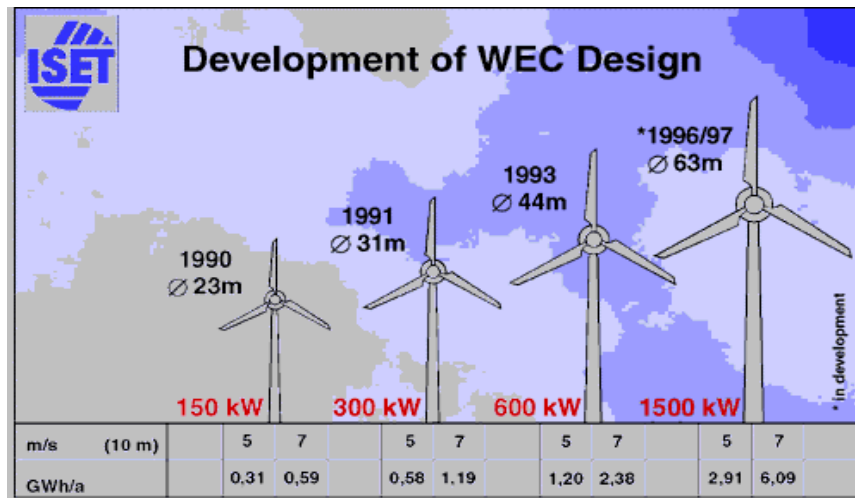 ISET
Development of WEC Design
1990
Ø 23m
150 kW
1991
Ø 31m
300 kW
1993
Ø 44m
600 kW
*1996/97
Ø 63m
1500 kW
* in development
m/s (10 m) 5 7 5 7 5 7 5 7
GWh/a 0,31 0,59 0,58 1,19 1,20 2,38 2,91 6,09